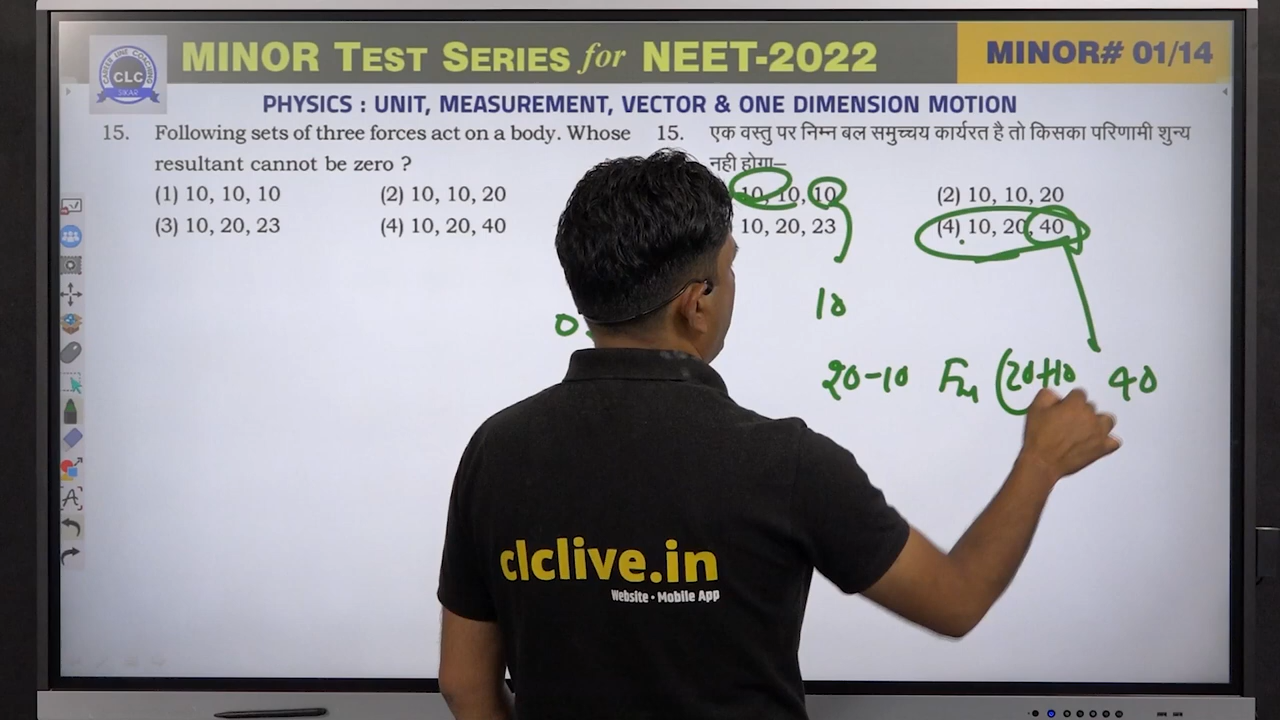 MINOR TEST SERIES for NEET-2022
MINOR# 01/14
CAREER LINE COACHING
CLC
SIKAR
PHYSICS : UNIT, MEASUREMENT, VECTOR & ONE DIMENSION MOTION
15. Following sets of three forces act on a body. Whose
resultant cannot be zero ?
(1) 10, 10, 10 (2) 10, 10, 20
(3) 10, 20, 23 (4) 10, 20, 40
15. एक वस्तु पर निम्न बल समुच्चय कार्यरत है तो किसका परिणामी शुन्य
नही होगा–
10, 10, 10 (2) 10, 10, 20
10, 20, 23 (4) 10, 20, 40
10
20-10 (20+10 40
clclive.in
Website • Mobile App